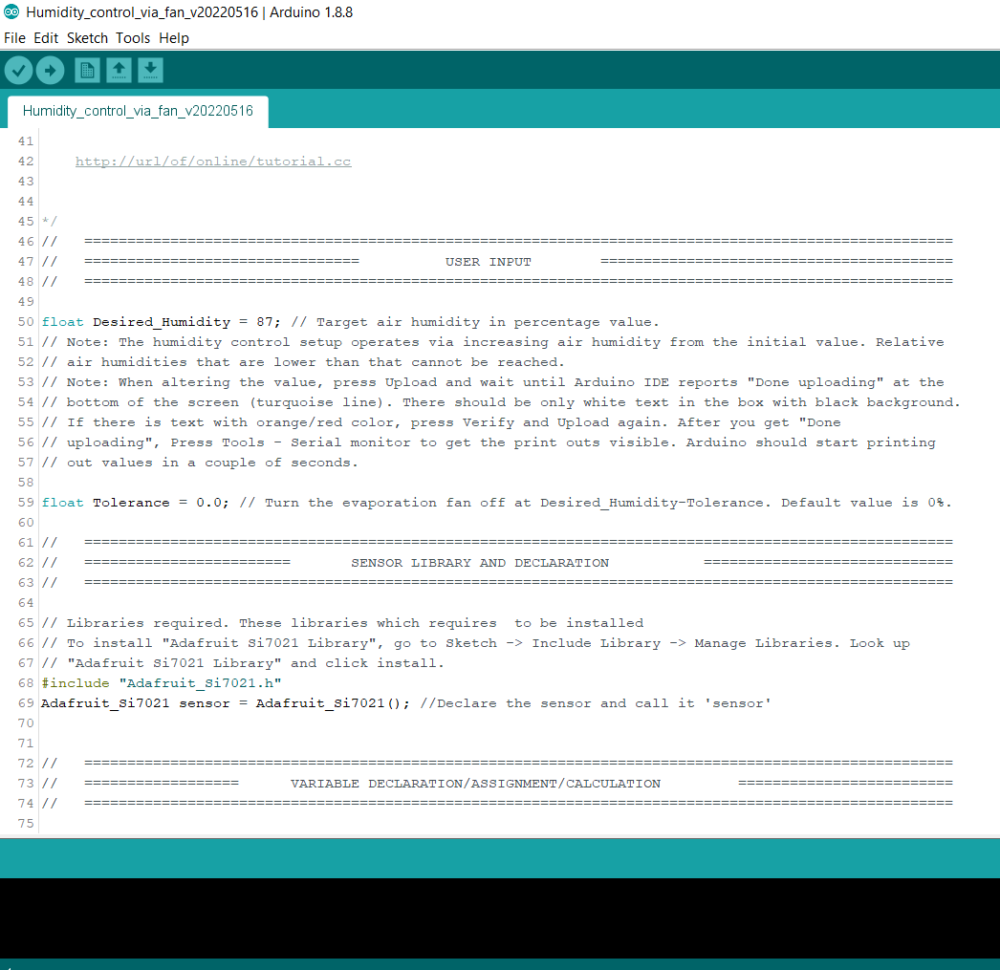 Humidity_control_via_fan_v20220516 | Arduino 1.8.8
File Edit Sketch Tools Help
Humidity_control_via_fan_v20220516
41
42 http://url/of/online/tutorial.cc
43
44
45 */
46 // =====================================================================================================
47 // ================================ USER INPUT =========================================
48 // =====================================================================================================
49
50 float Desired_Humidity = 87; // Target air humidity in percentage value.
51 // Note: The humidity control setup operates via increasing air humidity from the initial value. Relative
52 // air humidities that are lower than that cannot be reached.
53 // Note: When altering the value, press Upload and wait until Arduino IDE reports "Done uploading" at the
54 // bottom of the screen (turquoise line). There should be only white text in the box with black background.
55 // If there is text with orange/red color, press Verify and Upload again. After you get "Done
56 // uploading", Press Tools - Serial monitor to get the print outs visible. Arduino should start printing
57 // out values in a couple of seconds.
58
59 float Tolerance = 0.0; // Turn the evaporation fan off at Desired_Humidity-Tolerance. Default value is 0%.
60
61 // =====================================================================================================
62 // ======================== SENSOR LIBRARY AND DECLARATION =============================
63 // =====================================================================================================
64
65 // Libraries required. These libraries which requires  to be installed
66 // To install "Adafruit Si7021 Library", go to Sketch -> Include Library -> Manage Libraries. Look up
67 // "Adafruit Si7021 Library" and click install.
68 #include "Adafruit_Si7021.h"
69 Adafruit_Si7021 sensor = Adafruit_Si7021(); //Declare the sensor and call it 'sensor'
70
71
72 // =====================================================================================================
73 // ================== VARIABLE DECLARATION/ASSIGNMENT/CALCULATION =========================
74 // =====================================================================================================
75